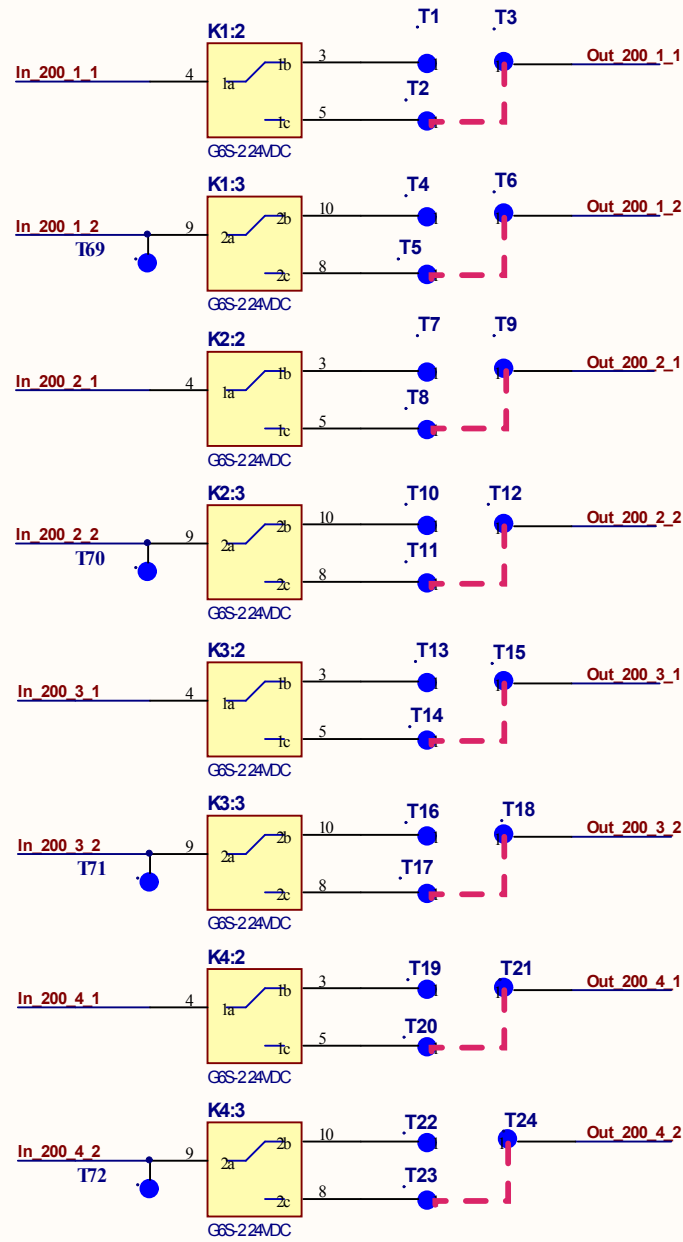 .T1 .T3
K1:2
In_200_1_1 4 1a 1b 3 Out_200_1_1
.T2
1c 5
G6S-2 24VDC
K1:3 .T4 .T6
In_200_1_2 9 2a 2b 10 Out_200_1_2
T69 .T5
2c 8
G6S-2 24VDC
K2:2 .T7 .T9
In_200_2_1 4 1a 1b 3 Out_200_2_1
.T8
1c 5
G6S-2 24VDC
K2:3 .T10 .T12
In_200_2_2 9 2a 2b 10 Out_200_2_2
T70 .T11
2c 8
G6S-2 24VDC
K3:2 .T13 .T15
In_200_3_1 4 1a 1b 3 Out_200_3_1
.T14
1c 5
G6S-2 24VDC
K3:3 .T16 .T18
In_200_3_2 9 2a 2b 10 Out_200_3_2
T71 .T17
2c 8
G6S-2 24VDC
K4:2 .T19 T21
In_200_4_1 4 1a 1b 3 Out_200_4_1
.T20
1c 5
G6S-2 24VDC
K4:3 .T22 .T24
In_200_4_2 9 2a 2b 10 Out_200_4_2
T72 .T23
2c 8
G6S-2 24VDC